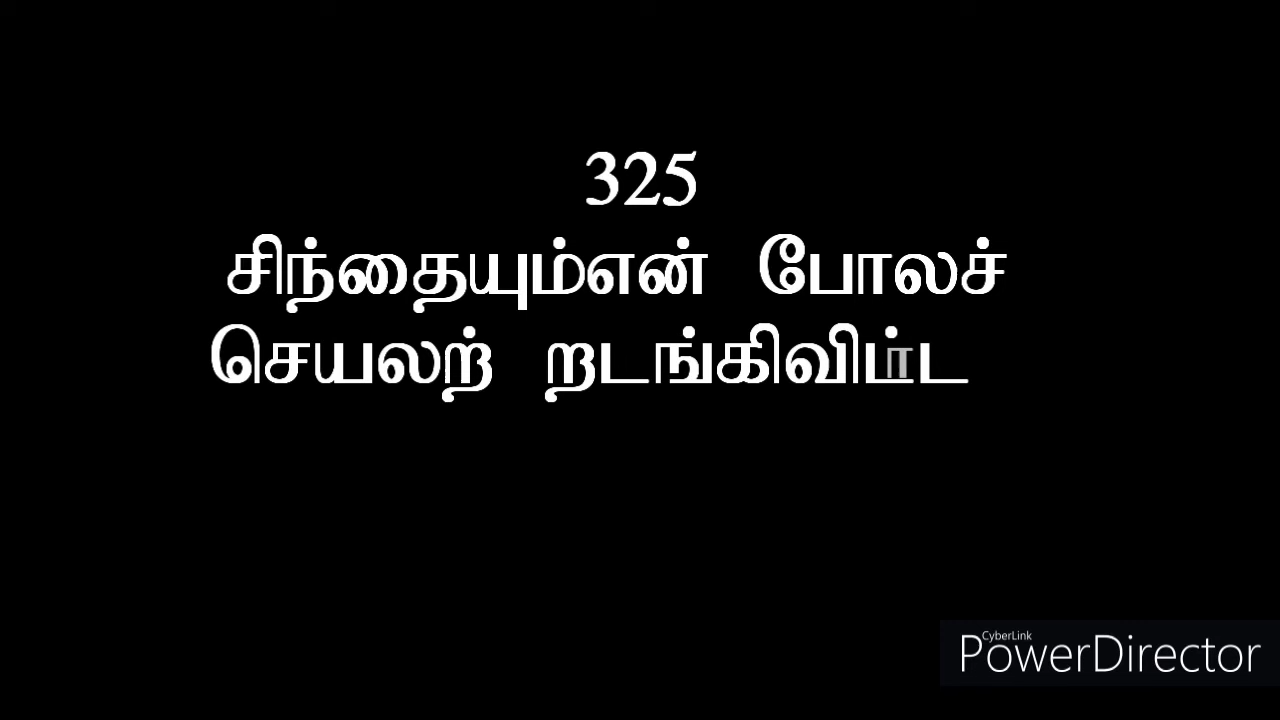 325
சிந்தையும்என் போலச்
செயலற் றடங்கிவிட்ட
CyberLink
PowerDirector